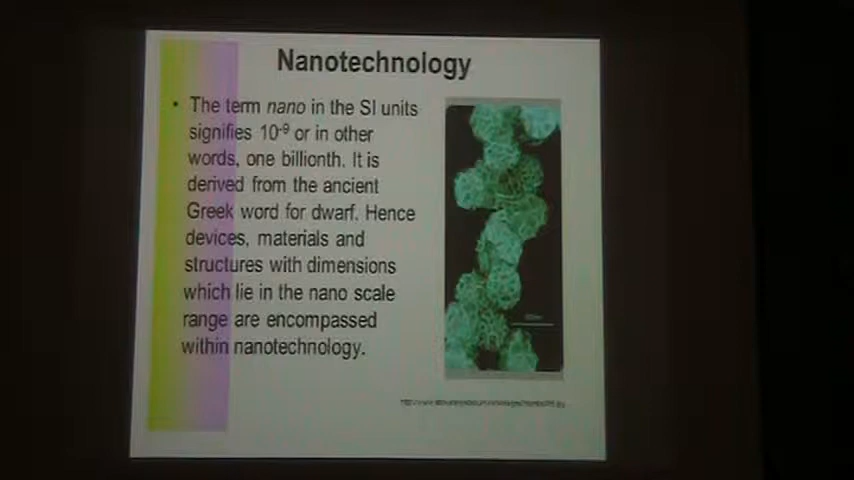 Nanotechnology
• The term nano in the SI units
signifies 10⁻⁹ or in other
words, one billionth. It is
derived from the ancient
Greek word for dwarf. Hence
devices, materials and
structures with dimensions
which lie in the nano scale
range are encompassed
within nanotechnology.